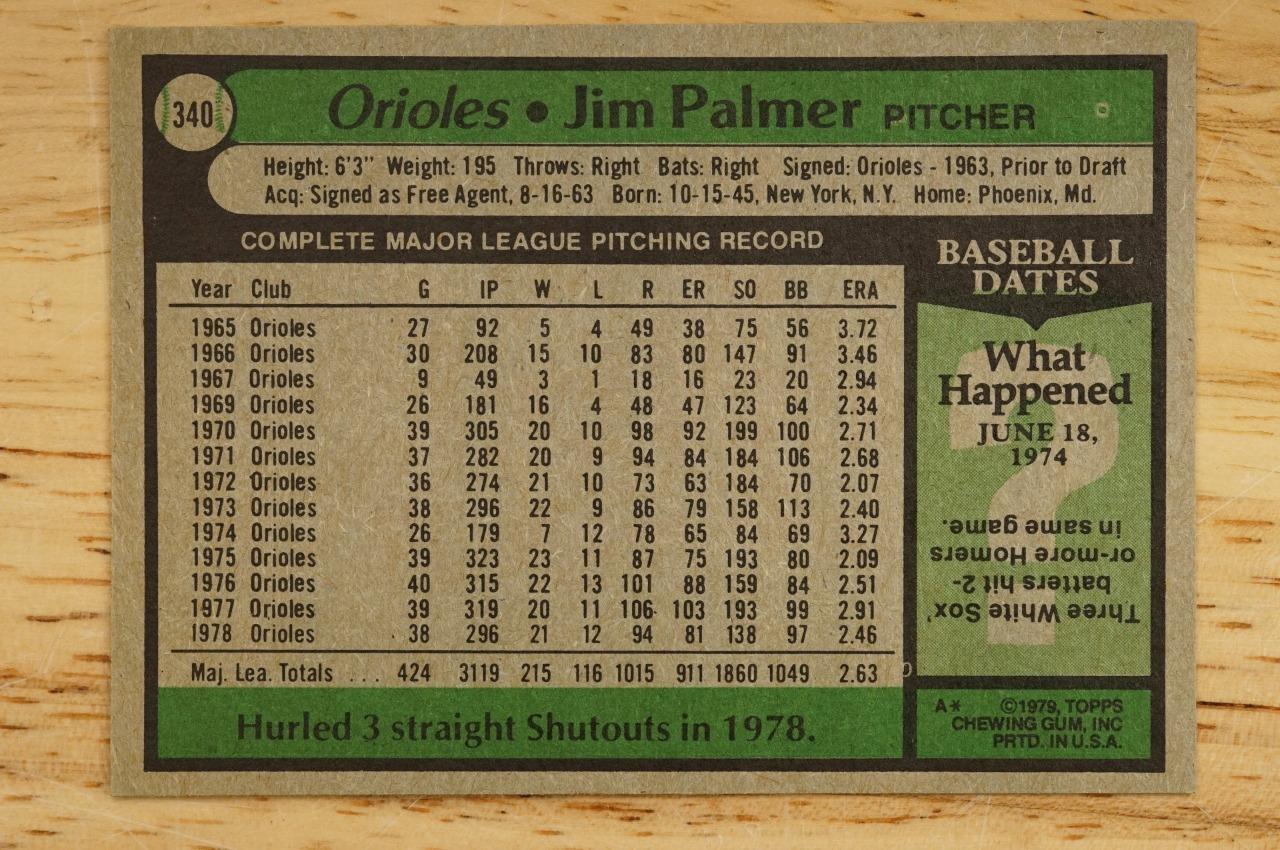 340
Orioles • Jim Palmer PITCHER
Height: 6'3" Weight: 195 Throws: Right Bats: Right Signed: Orioles - 1963, Prior to Draft
Acq: Signed as Free Agent, 8-16-63 Born: 10-15-45, New York, N.Y. Home: Phoenix, Md.
COMPLETE MAJOR LEAGUE PITCHING RECORD
Year Club G IP W L R ER SO BB ERA
1965 Orioles 27 92 5 4 49 38 75 56 3.72
1966 Orioles 30 208 15 10 83 80 147 91 3.46
1967 Orioles 9 49 3 1 18 16 23 20 2.94
1969 Orioles 26 181 16 4 48 47 123 64 2.34
1970 Orioles 39 305 20 10 98 92 199 100 2.71
1971 Orioles 37 282 20 9 94 84 184 106 2.68
1972 Orioles 36 274 21 10 73 63 184 70 2.07
1973 Orioles 38 296 22 9 86 79 158 113 2.40
1974 Orioles 26 179 7 12 78 65 84 69 3.27
1975 Orioles 39 323 23 11 87 75 193 80 2.09
1976 Orioles 40 315 22 13 101 88 159 84 2.51
1977 Orioles 39 319 20 11 106 103 193 99 2.91
1978 Orioles 38 296 21 12 94 81 138 97 2.46
Maj. Lea. Totals ... 424 3119 215 116 1015 911 1860 1049 2.63
Hurled 3 straight Shutouts in 1978.
BASEBALL
DATES
What
Happened
JUNE 18,
1974
Three White Sox'
batters hit 2-
or-more Homers
in same game.
A* ©1979, TOPPS
CHEWING GUM, INC
PRTD. IN U.S.A.